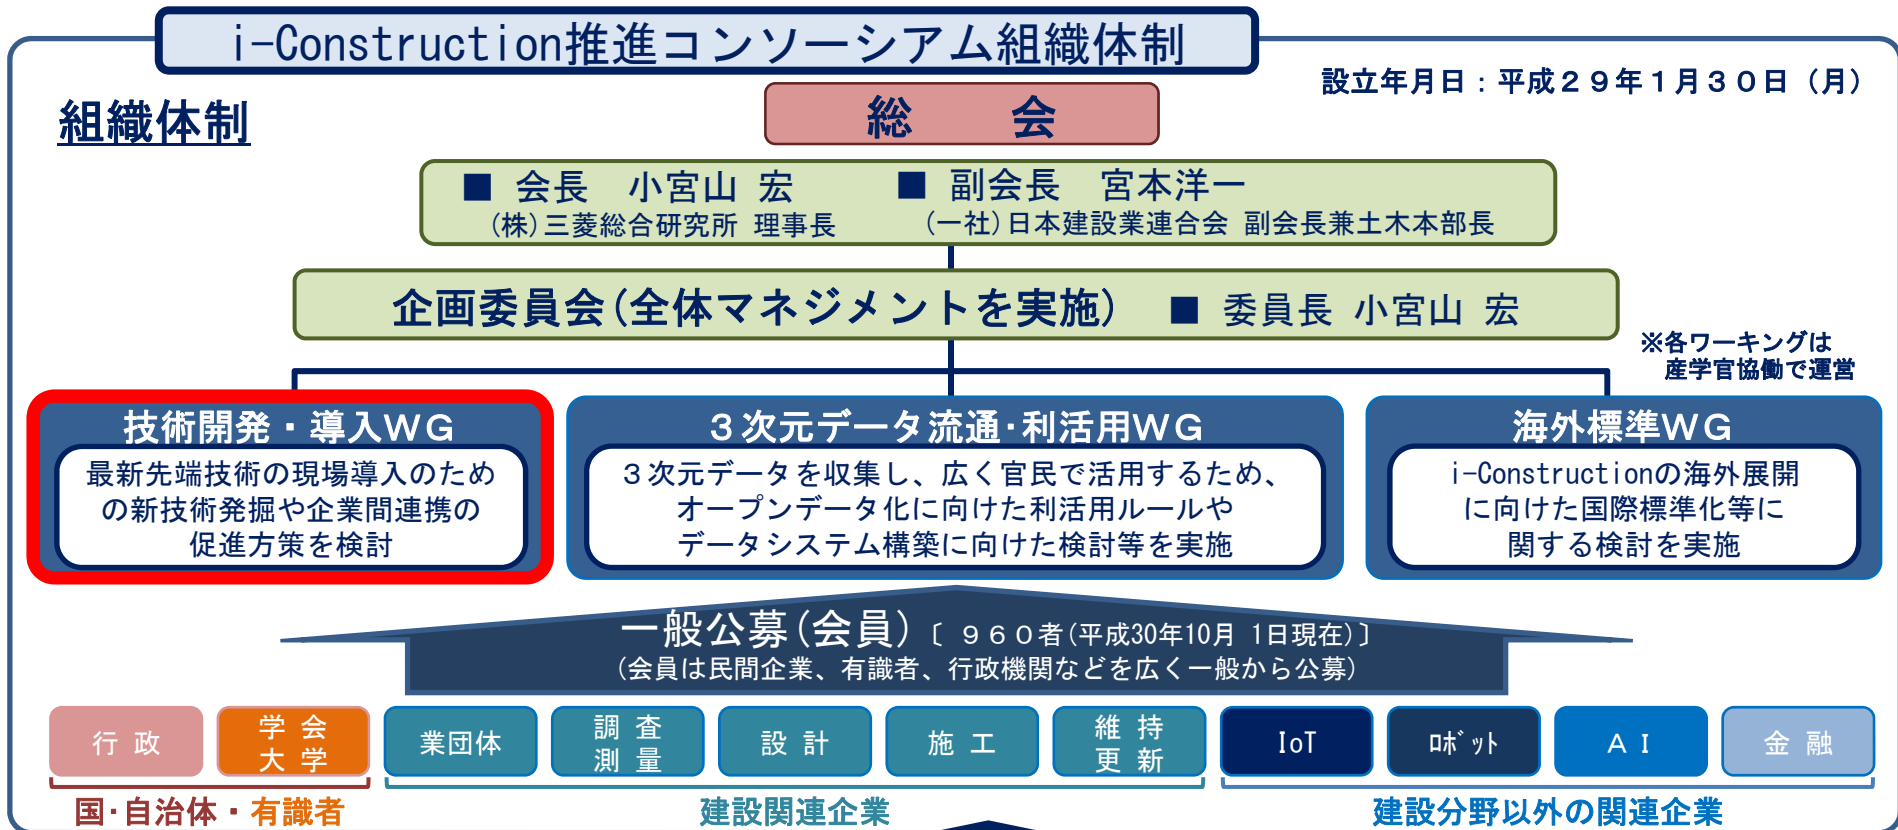 i-Construction推進コンソーシアム組織体制
設立年月日：平成２９年１月３０日（月）
組織体制
総　会
■ 会長　小宮山 宏
(株)三菱総合研究所 理事長
■ 副会長　宮本洋一
(一社)日本建設業連合会 副会長兼土木本部長
企画委員会(全体マネジメントを実施)　■ 委員長 小宮山 宏
※各ワーキングは
産学官協働で運営
技術開発・導入ＷＧ
最新先端技術の現場導入のため
の新技術発掘や企業間連携の
促進方策を検討
３次元データ流通･利活用ＷＧ
３次元データを収集し、広く官民で活用するため、
オープンデータ化に向けた利活用ルールや
データシステム構築に向けた検討等を実施
海外標準ＷＧ
i-Constructionの海外展開
に向けた国際標準化等に
関する検討を実施
一般公募(会員)〔 ９６０者(平成30年10月 1日現在)〕
(会員は民間企業、有識者、行政機関などを広く一般から公募)
行 政
学 会
大 学
業団体
調 査
測 量
設 計
施 工
維 持
更 新
IoT
ﾛﾎﾞｯﾄ
ＡＩ
金 融
国･自治体・有識者
建設関連企業
建設分野以外の関連企業